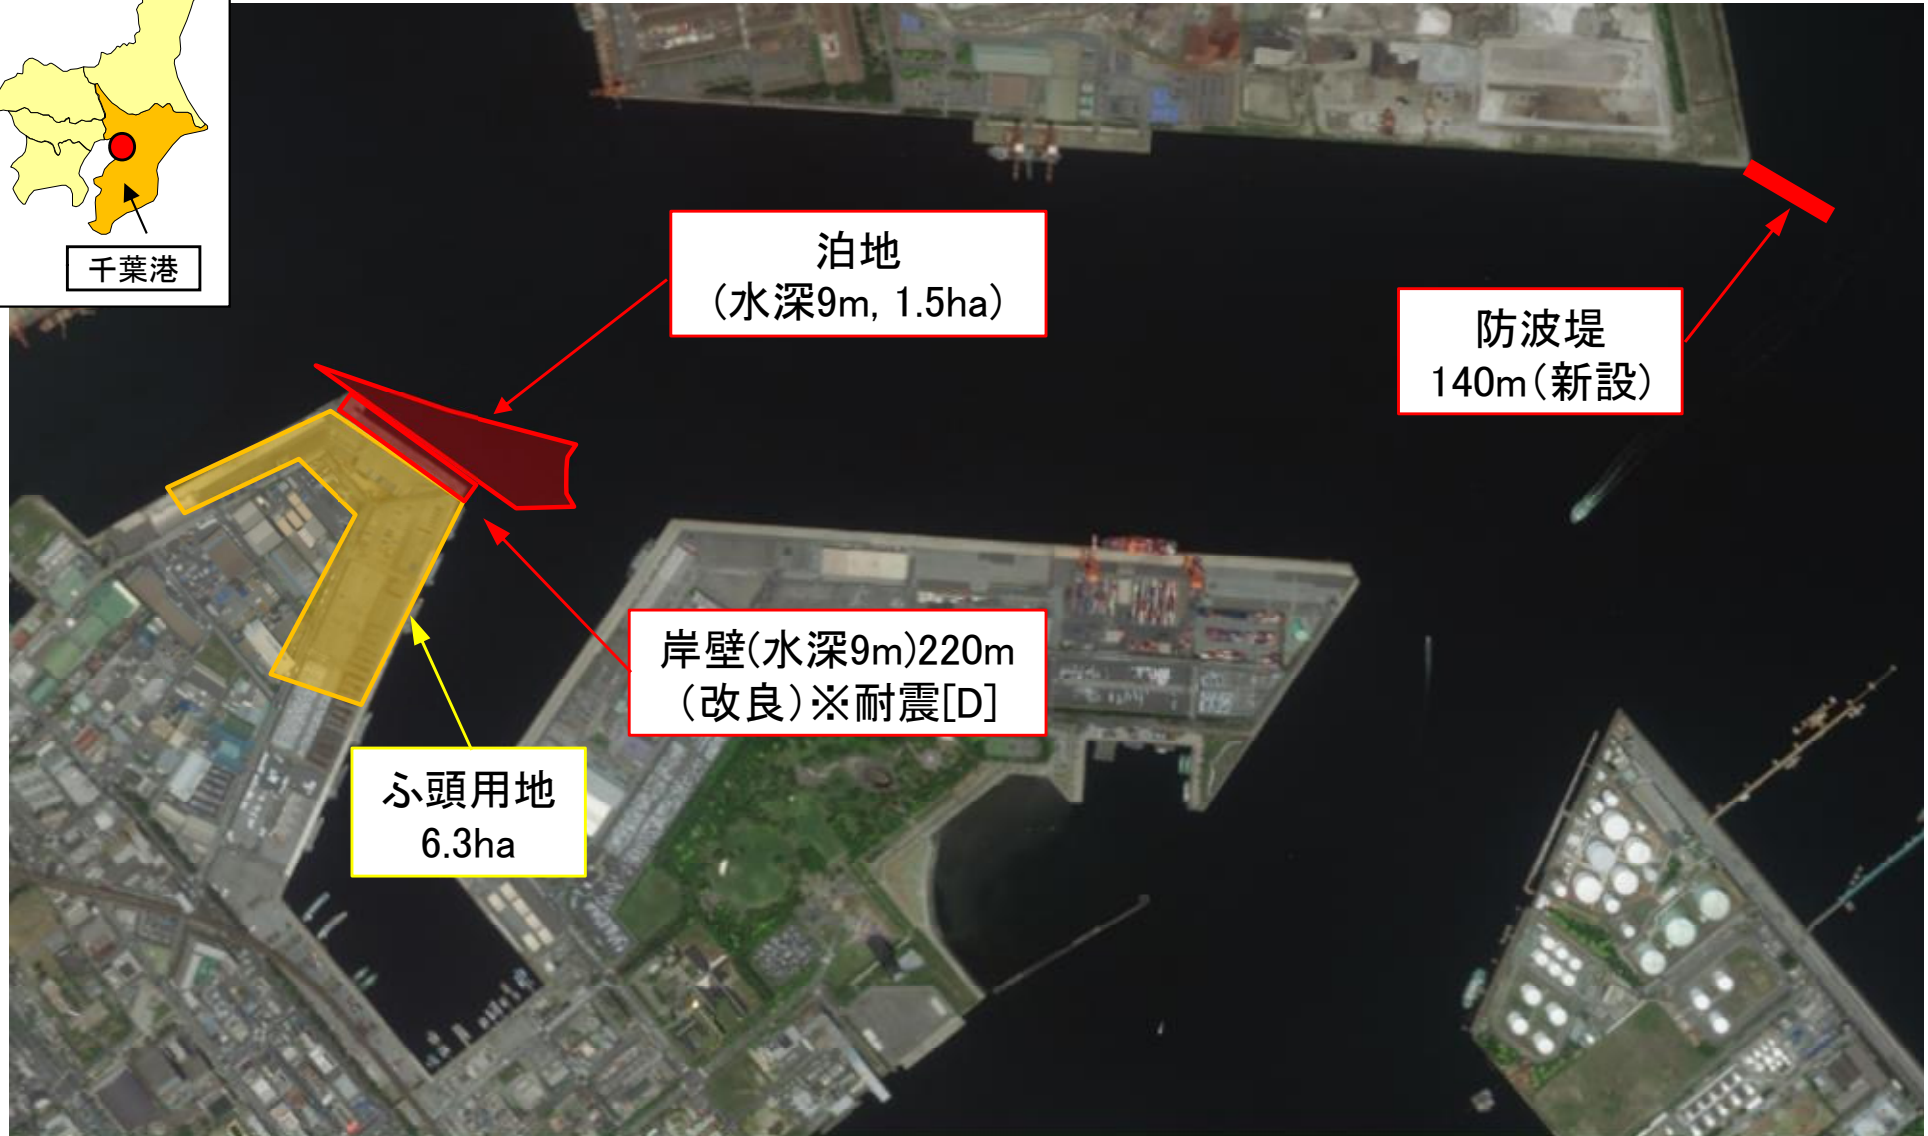 千葉港
泊地
(水深9m, 1.5ha)
防波堤
140m(新設)
岸壁(水深9m)220m
(改良)※耐震[D]
ふ頭用地
6.3ha